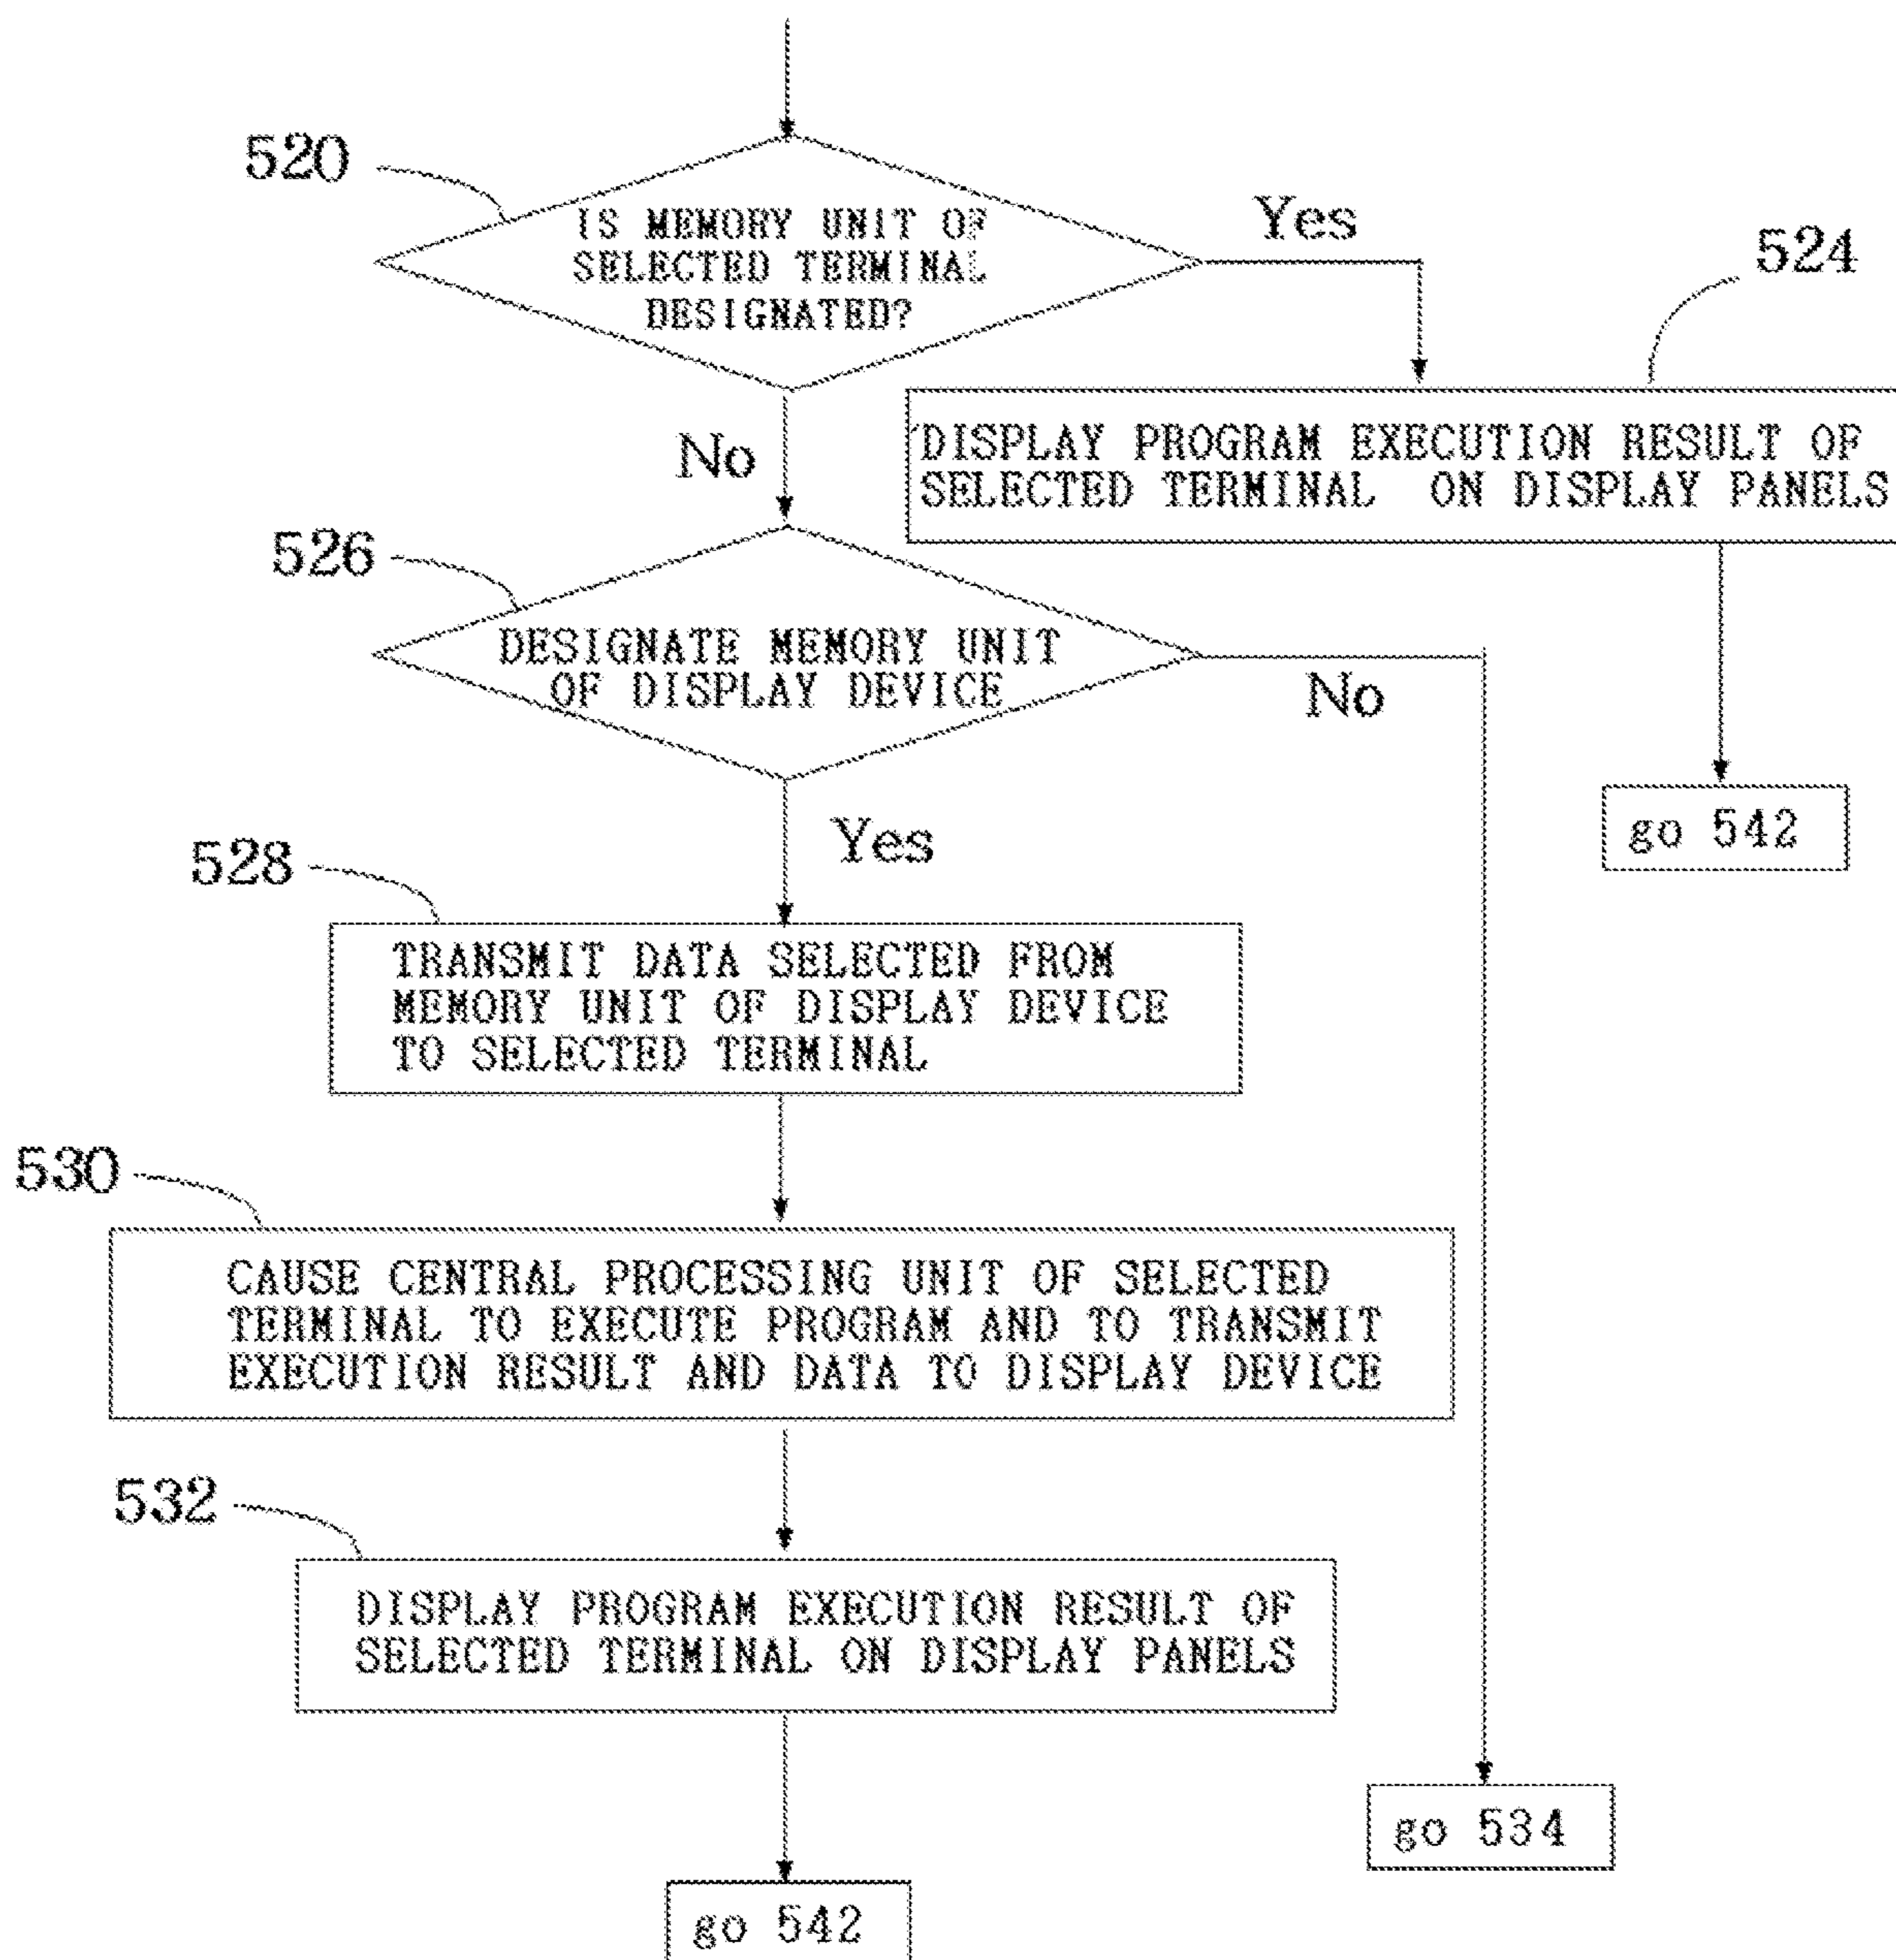 520
IS MEMORY UNIT OF
SELECTED TERMINAL
DESIGNATED?
Yes
524
DISPLAY PROGRAM EXECUTION RESULT OF
SELECTED TERMINAL ON DISPLAY PANELS
go 542
No
526
DESIGNATE MEMORY UNIT
OF DISPLAY DEVICE
No
Yes
528
TRANSMIT DATA SELECTED FROM
MEMORY UNIT OF DISPLAY DEVICE
TO SELECTED TERMINAL
530
CAUSE CENTRAL PROCESSING UNIT OF SELECTED
TERMINAL TO EXECUTE PROGRAM AND TO TRANSMIT
EXECUTION RESULT AND DATA TO DISPLAY DEVICE
532
DISPLAY PROGRAM EXECUTION RESULT OF
SELECTED TERMINAL ON DISPLAY PANELS
go 534
go 542